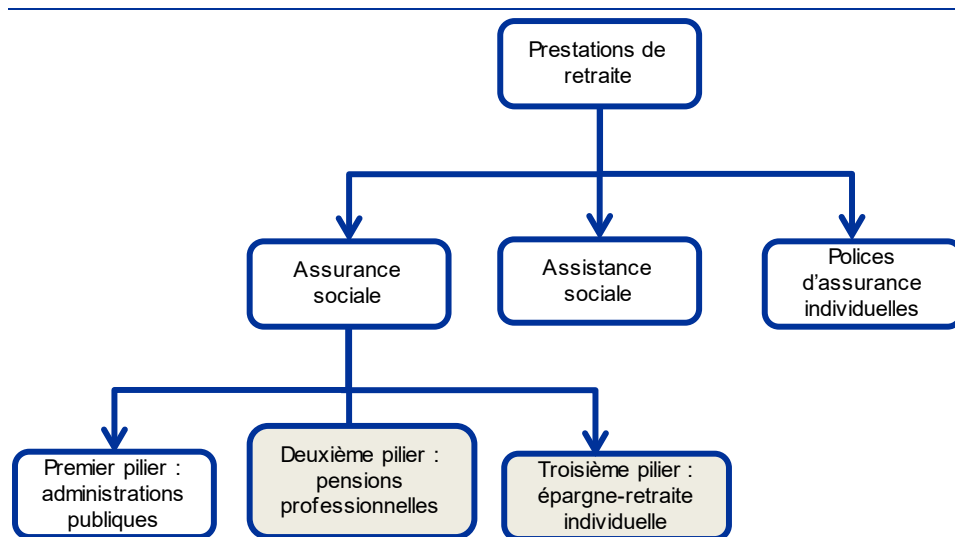 Prestations de
retraite
Assurance
sociale
Assistance
sociale
Polices
d’assurance
individuelles
Premier pilier :
administrations
publiques
Deuxième pilier :
pensions
professionnelles
Troisième pilier :
épargne-retraite
individuelle